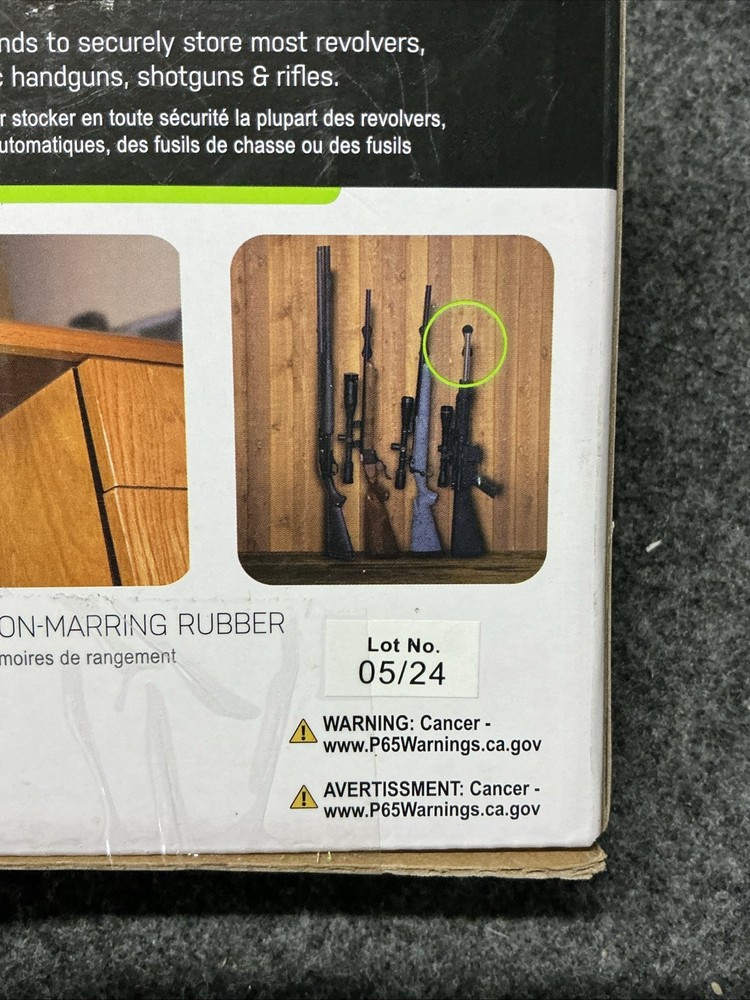 nds to securely store most revolvers,
c handguns, shotguns & rifles.
r stocker en toute sécurité la plupart des revolvers,
utomatiques, des fusils de chasse ou des fusils
ON-MARRING RUBBER
moires de rangement
Lot No.
05/24
WARNING: Cancer -
www.P65Warnings.ca.gov
AVERTISSMENT: Cancer -
www.P65Warnings.ca.gov